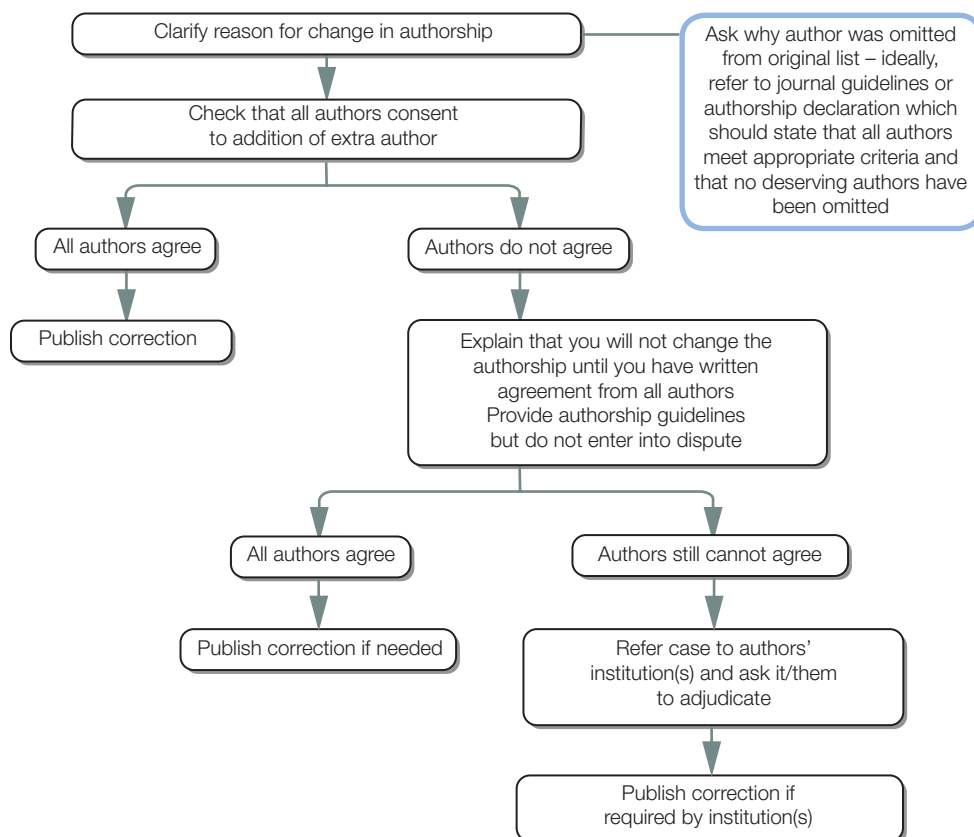 Clarify reason for change in authorship
Ask why author was omitted
from original list – ideally,
refer to journal guidelines or
authorship declaration which
should state that all authors
meet appropriate criteria and
that no deserving authors have
been omitted
Check that all authors consent
to addition of extra author
All authors agree
Authors do not agree
Publish correction
Explain that you will not change the
authorship until you have written
agreement from all authors
Provide authorship guidelines
but do not enter into dispute
All authors agree
Authors still cannot agree
Publish correction if needed
Refer case to authors’
institution(s) and ask it/them
to adjudicate
Publish correction if
required by institution(s)